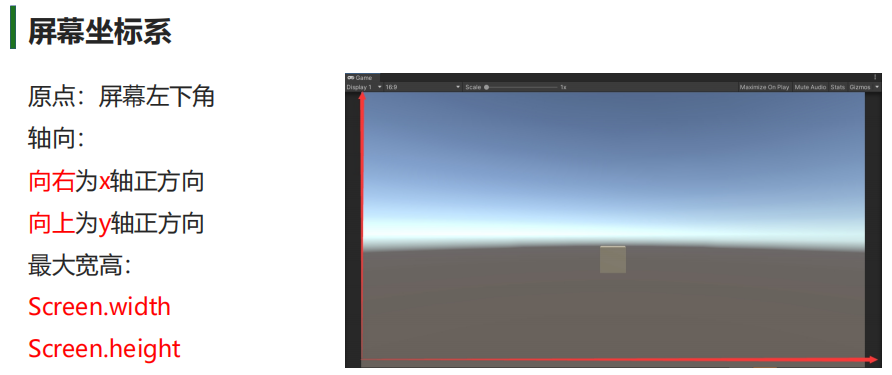 屏幕坐标系
原点：屏幕左下角
轴向：
向右为x轴正方向
向上为y轴正方向
最大宽高：
Screen.width
Screen.height
Game
Display 1 16:9 Scale 1x Maximize On Play Mute Audio Stats Gizmos